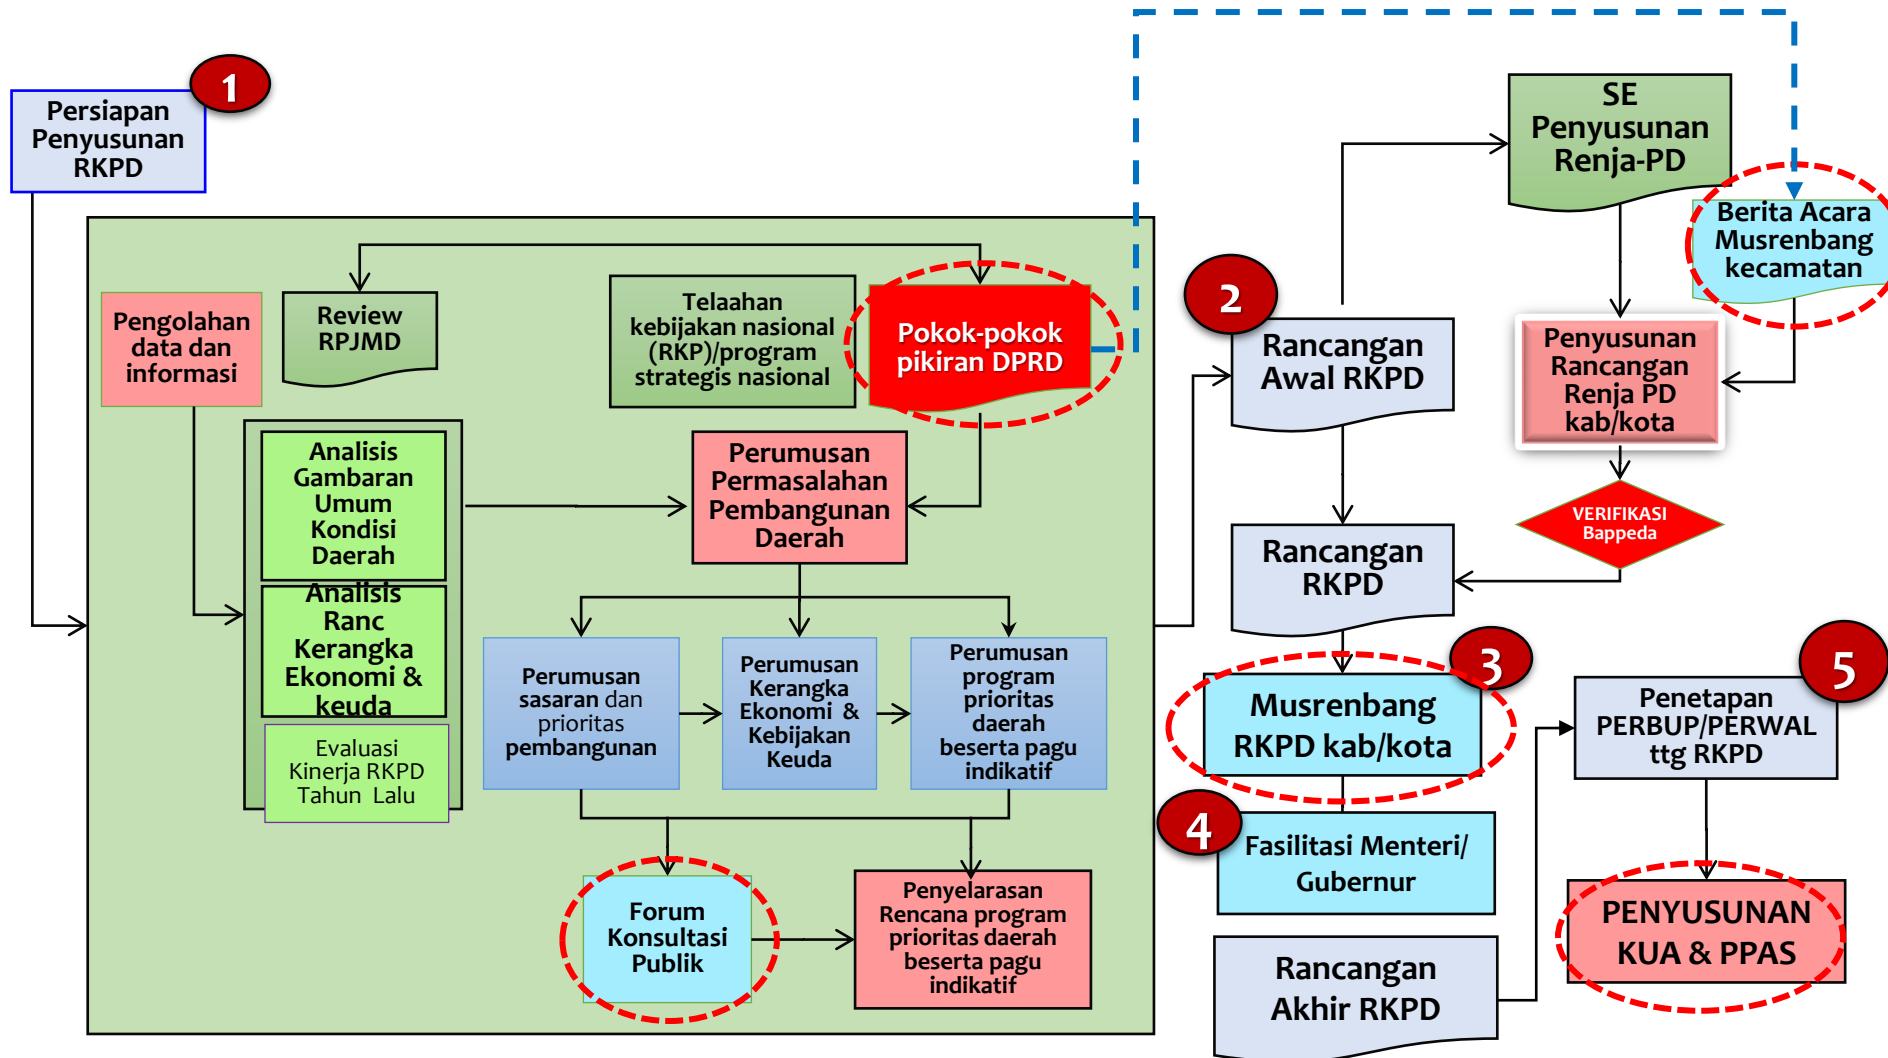 1
Persiapan
Penyusunan
RKPD
Pengolahan
data dan
informasi
Review
RPJMD
Telaahan
kebijakan nasional
(RKP)/program
strategis nasional
Pokok-pokok
pikiran DPRD
Analisis
Gambaran
Umum
Kondisi
Daerah
Analisis
Ranc
Kerangka
Ekonomi &
keuda
Evaluasi
Kinerja RKPD
Tahun Lalu
Perumusan
Permasalahan
Pembangunan
Daerah
Perumusan
sasaran dan
prioritas
pembangunan
Perumusan
Kerangka
Ekonomi &
Kebijakan
Keuda
Perumusan
program
prioritas
daerah
beserta pagu
indikatif
Forum
Konsultasi
Publik
Penyelarasan
Rencana program
prioritas daerah
beserta pagu
indikatif
2
Rancangan
Awal RKPD
SE
Penyusunan
Renja-PD
Berita Acara
Musrenbang
kecamatan
Penyusunan
Rancangan
Renja PD
kab/kota
VERIFIKASI
Bappeda
Rancangan
RKPD
3
Musrenbang
RKPD kab/kota
4
Fasilitasi Menteri/
Gubernur
Rancangan
Akhir RKPD
5
Penetapan
PERBUP/PERWAL
ttg RKPD
PENYUSUNAN
KUA & PPAS